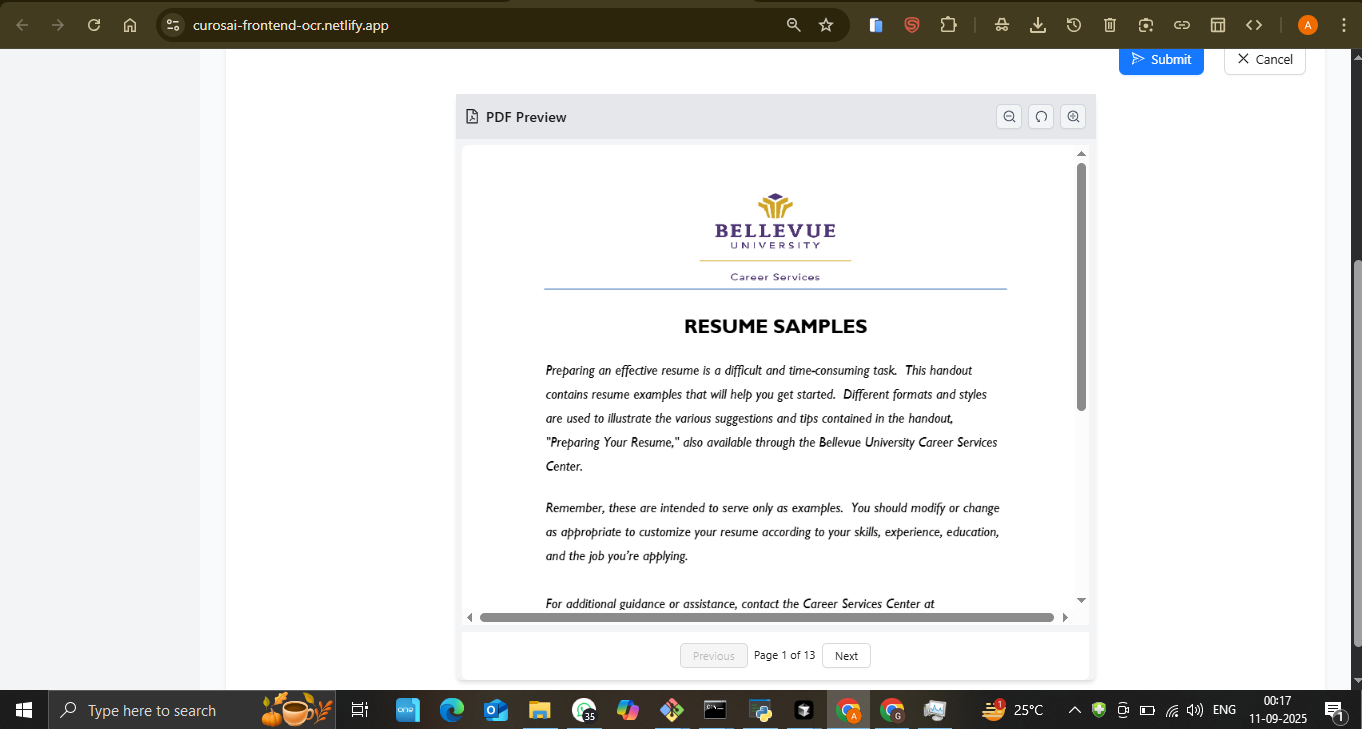 curosai-frontend-ocr.netlify.app
A
Submit
Cancel
PDF Preview
BELLEVUE
UNIVERSITY
Career Services
RESUME SAMPLES
Preparing an effective resume is a difficult and time-consuming task. This handout
contains resume examples that will help you get started. Different formats and styles
are used to illustrate the various suggestions and tips contained in the handout,
"Preparing Your Resume," also available through the Bellevue University Career Services
Center.
Remember, these are intended to serve only as examples. You should modify or change
as appropriate to customize your resume according to your skills, experience, education,
and the job you're applying.
For additional guidance or assistance, contact the Career Services Center at
Previous Page 1 of 13 Next
Type here to search
one
35
A
G
1
25°C
ENG
00:17
11-09-2025
1